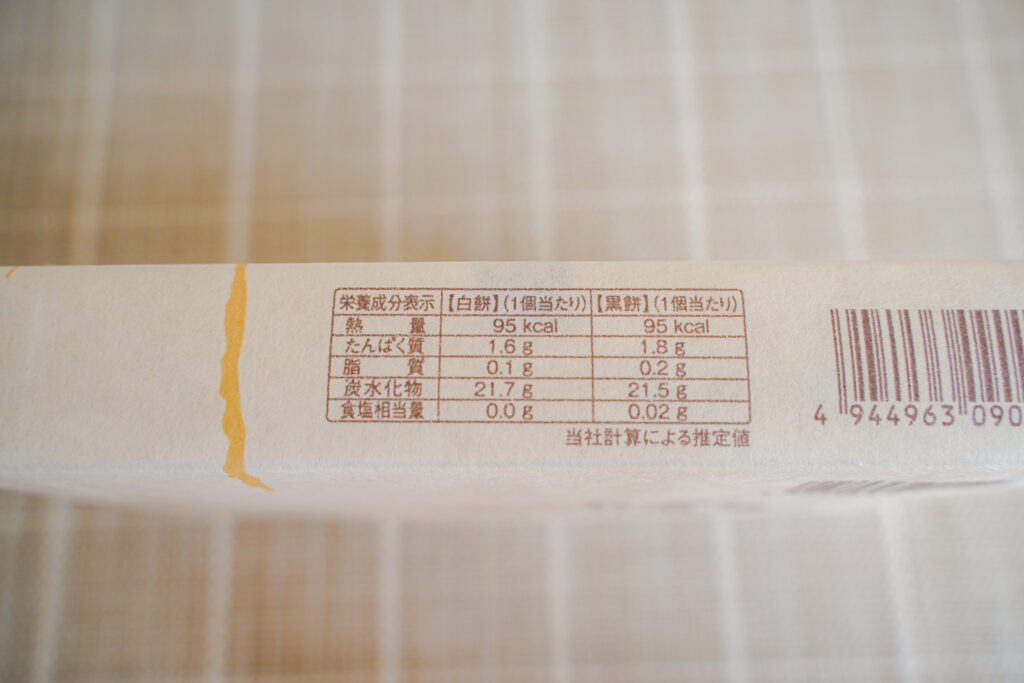 栄養成分表示 【白餅】(1個当たり) 【黒餅】(1個当たり)
熱量 95 kcal 95 kcal
たんぱく質 1.6 g 1.8 g
脂質 0.1 g 0.2 g
炭水化物 21.7 g 21.5 g
食塩相当量 0.0 g 0.02 g
当社計算による推定値
4 944963 090